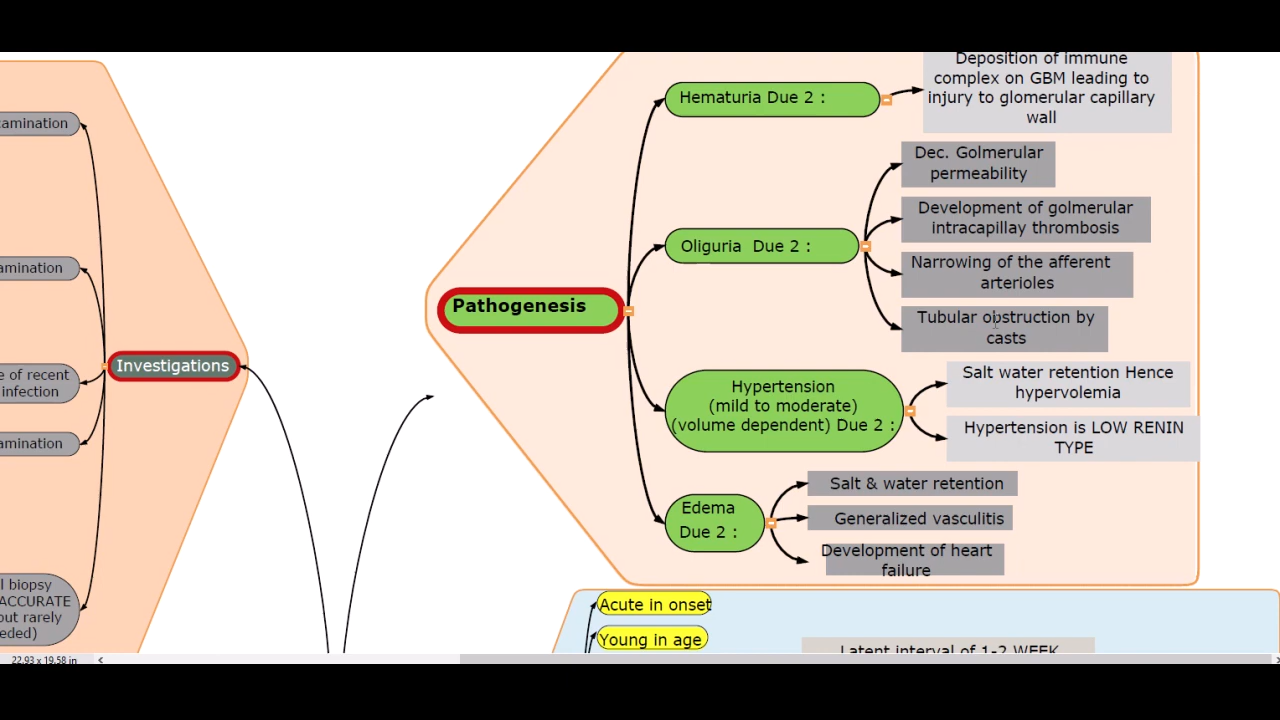 amination
amination
e of recent
infection
amination
l biopsy
ACCURATE
out rarely
eded)
Investigations
Pathogenesis
Hematuria Due 2 :
Deposition of immune
complex on GBM leading to
injury to glomerular capillary
wall
Oliguria Due 2 :
Dec. Golmerular
permeability
Development of golmerular
intracapillay thrombosis
Narrowing of the afferent
arterioles
Tubular obstruction by
casts
Hypertension
(mild to moderate)
(volume dependent) Due 2 :
Salt water retention Hence
hypervolemia
Hypertension is LOW RENIN
TYPE
Edema
Due 2 :
Salt & water retention
Generalized vasculitis
Development of heart
failure
Acute in onset
Young in age
Latent interval of 1-2 WEEK
22.93 x 19.58 in